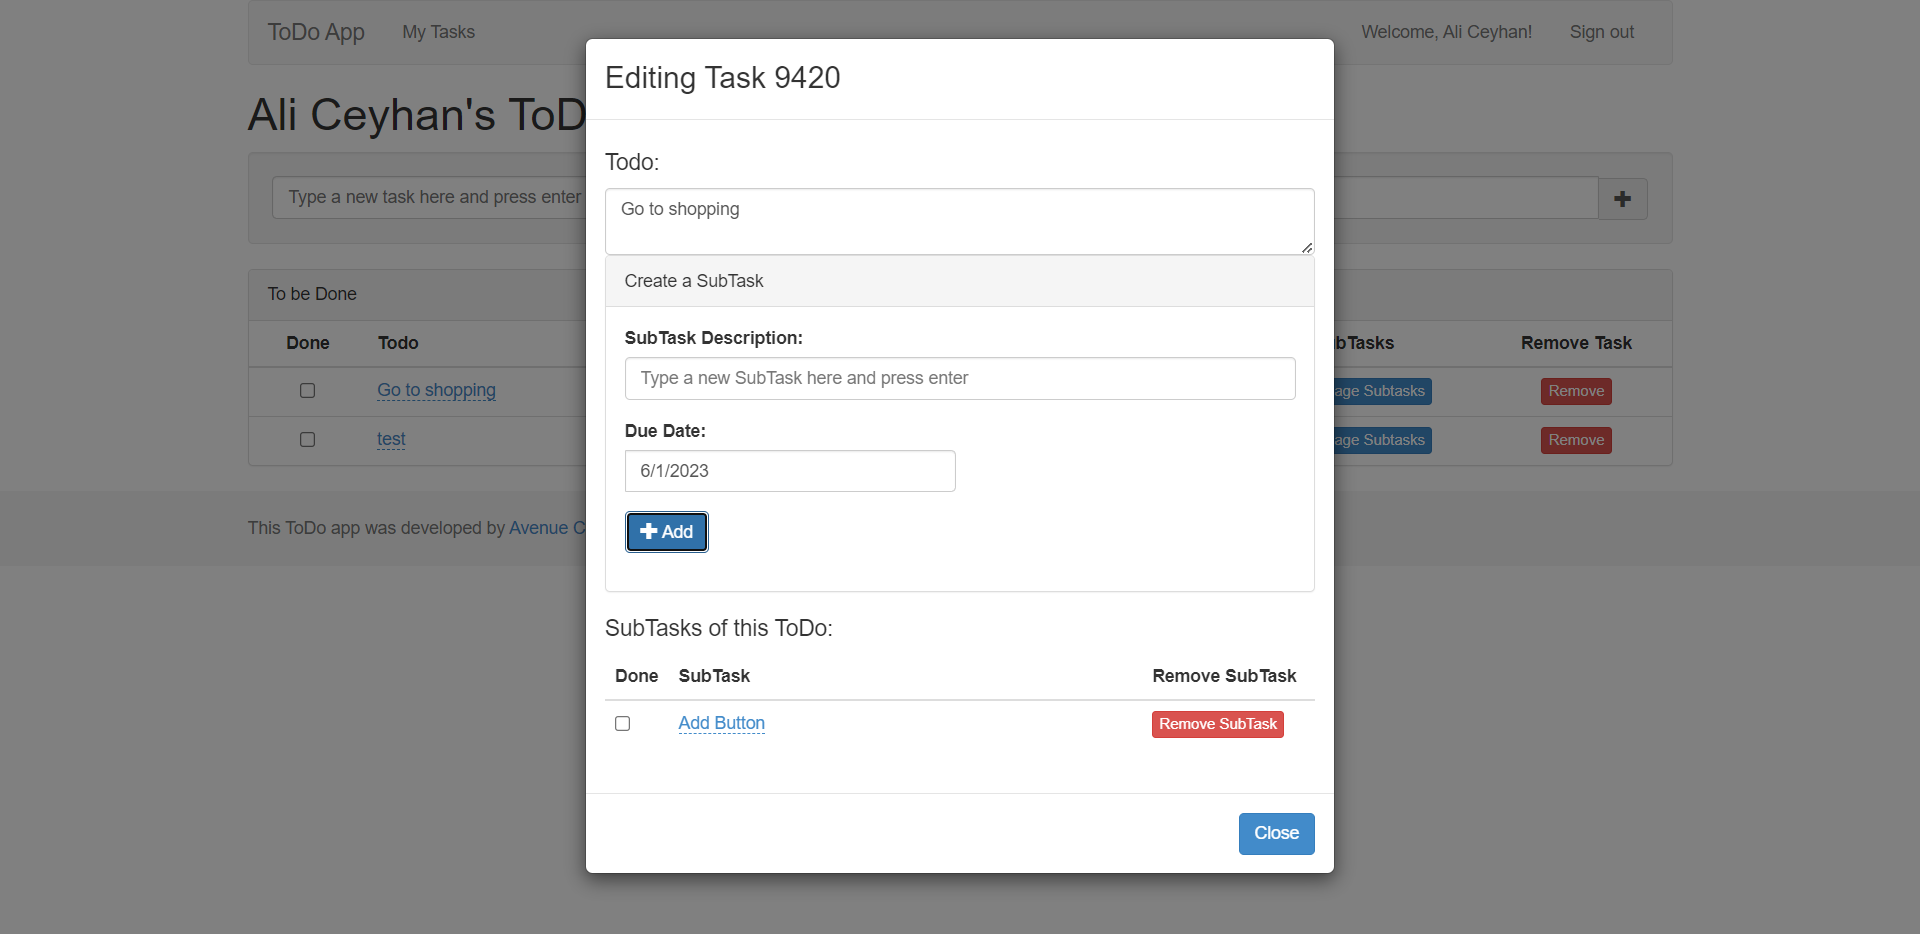 ToDo App My Tasks Welcome, Ali Ceyhan! Sign out
Ali Ceyhan's ToD
Type a new task here and press enter
To be Done
Done Todo bTasks Remove Task
Go to shopping age Subtasks Remove
test age Subtasks Remove
This ToDo app was developed by Avenue C
Editing Task 9420
Todo:
Go to shopping
Create a SubTask
SubTask Description:
Type a new SubTask here and press enter
Due Date:
6/1/2023
Add
SubTasks of this ToDo:
Done SubTask Remove SubTask
Add Button Remove SubTask
Close